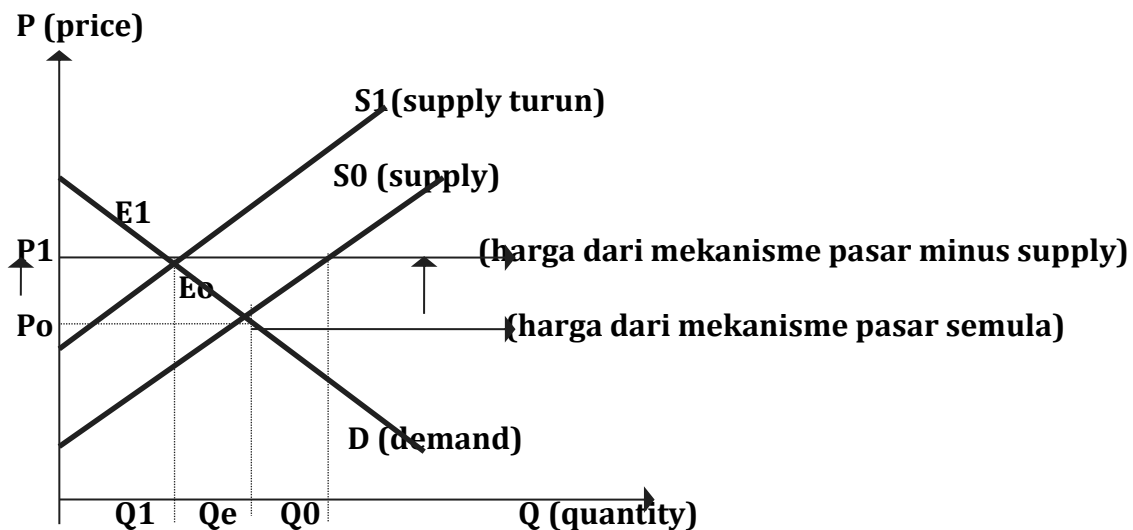 P (price)
S1 (supply turun)
S0 (supply)
E1
P1 (harga dari mekanisme pasar minus supply)
Eo
Po (harga dari mekanisme pasar semula)
D (demand)
Q1 Qe Q0 Q (quantity)